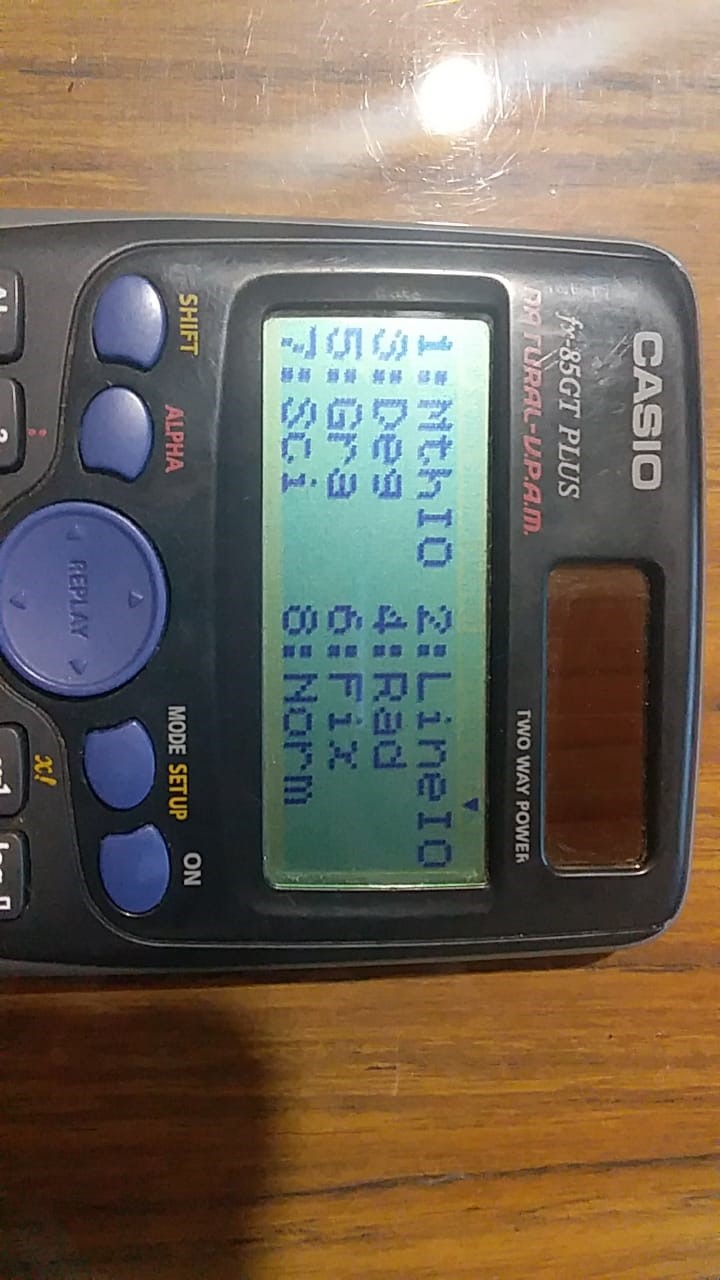 CASIO
fx-85GT PLUS
NATURAL-V.P.A.M.
TWO WAY POWER
1:MthIO 2:LineIO
3:Deg 4:Rad
5:Gra 6:Fix
7:Sci 8:Norm
SHIFT
ALPHA
REPLAY
MODE SETUP
ON
x!